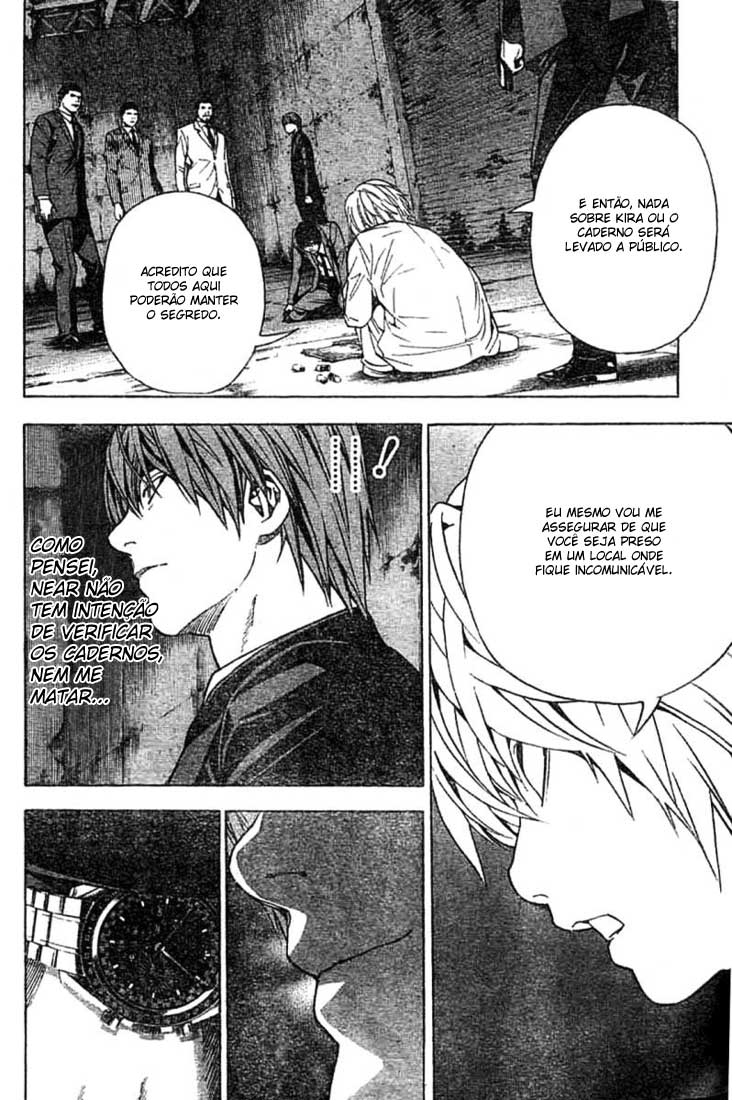 E ENTÃO, NADA
SOBRE KIRA OU O
CADERNO SERÁ
LEVADO A PÚBLICO.
ACREDITO QUE
TODOS AQUI
PODERÃO MANTER
O SEGREDO.
EU MESMO VOU ME
ASSEGURAR DE QUE
VOCÊ SEJA PRESO
EM UM LOCAL ONDE
FIQUE INCOMUNICÁVEL.
!
COMO
PENSEI,
NEAR NÃO
TEM INTENÇÃO
DE VERIFICAR
OS CADERNOS,
NEM ME
MATAR...